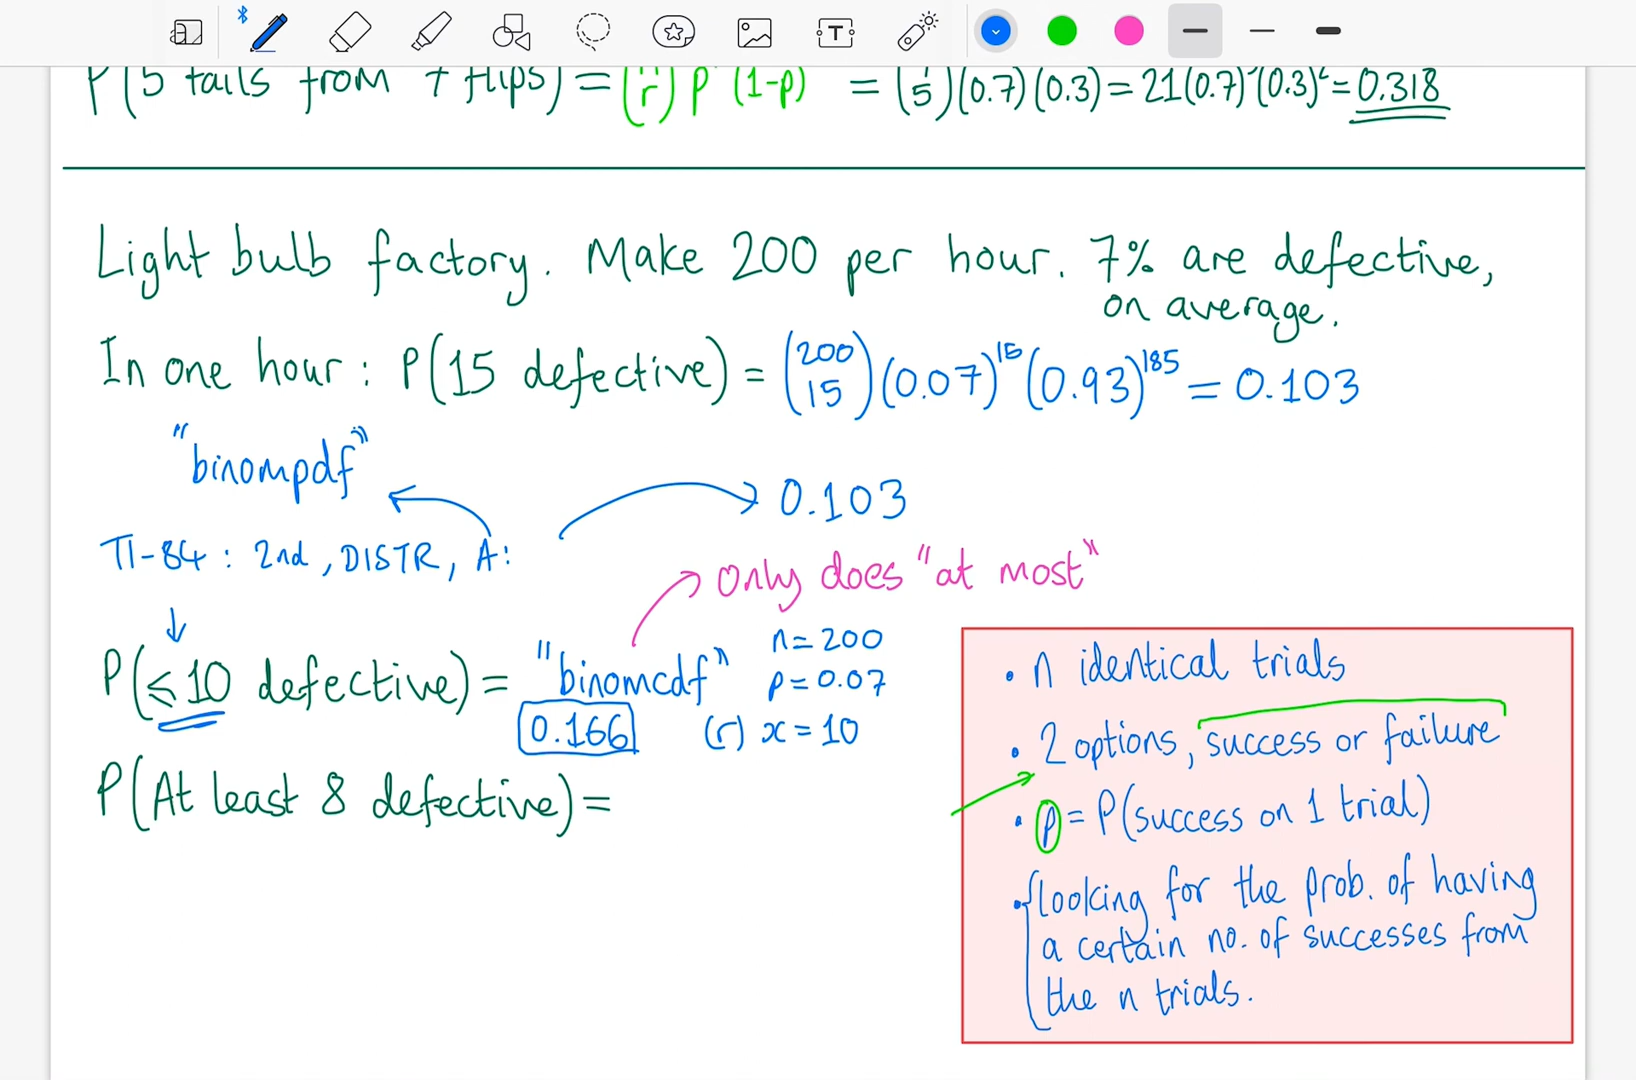 P(5 tails from 7 flips) = (r) p (1-p) = (5)(0.7)(0.3) = 21(0.7)(0.3)² = 0.318
Light bulb factory. Make 200 per hour. 7% are defective,
on average.
In one hour : P(15 defective) = (200 15)(0.07)^15 (0.93)^185 = 0.103
"binompdf"
0.103
TI-84 : 2nd, DISTR, A:
Only does "at most"
P(≤10 defective) = "binomcdf"
n = 200
p = 0.07
0.166
(r) x = 10
P(At least 8 defective) =
• n identical trials
• 2 options, success or failure
• p = P(success on 1 trial)
• looking for the prob. of having
a certain no. of successes from
the n trials.